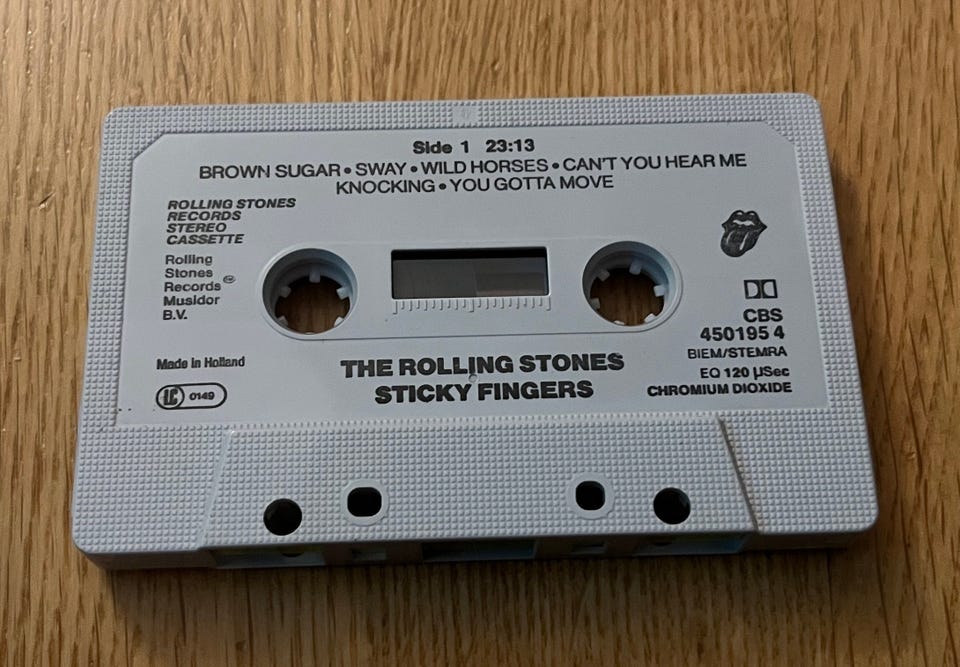 Side 1 23:13
BROWN SUGAR • SWAY • WILD HORSES • CAN'T YOU HEAR ME
KNOCKING • YOU GOTTA MOVE
ROLLING STONES
RECORDS
STEREO
CASSETTE
Rolling
Stones
Records
Musidor
B.V.
Made in Holland
LC 0149
THE ROLLING STONES
STICKY FINGERS
CBS
450195 4
BIEM/STEMRA
EQ 120 µSec
CHROMIUM DIOXIDE